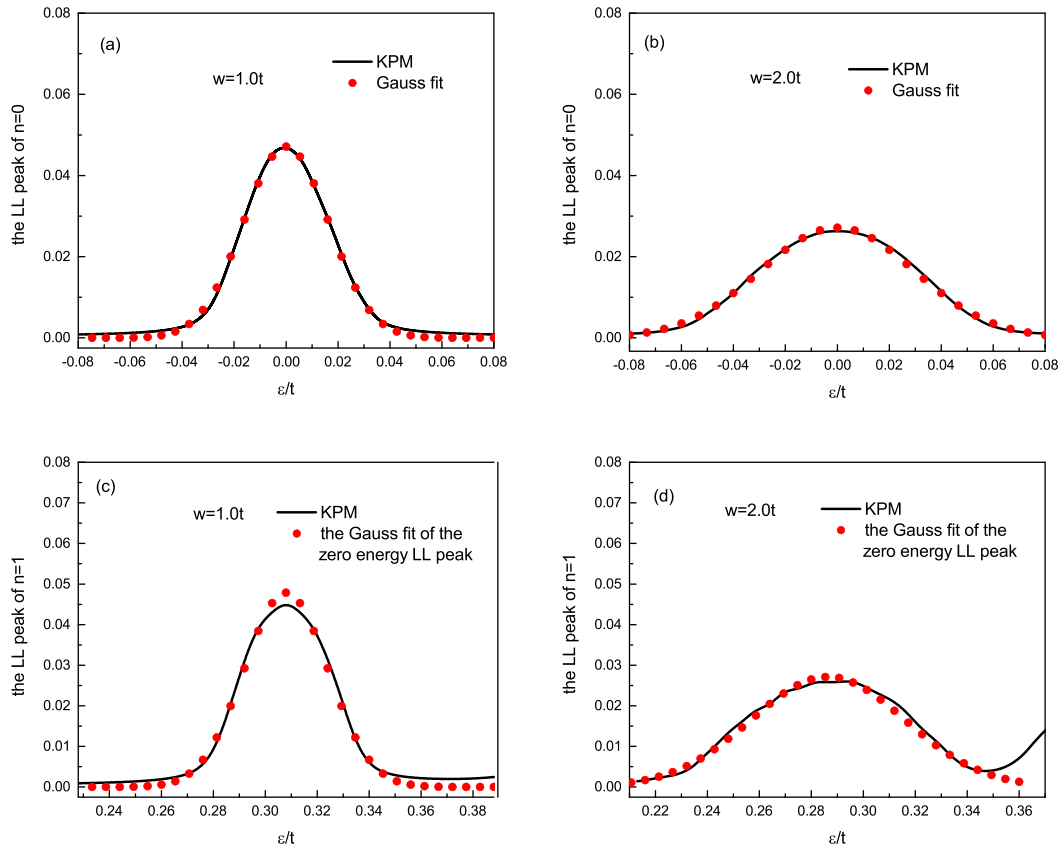 (a)
w=1.0t
KPM
Gauss fit
the LL peak of n=0
0.08
0.06
0.04
0.02
0.00
-0.08 -0.06 -0.04 -0.02 0.00 0.02 0.04 0.06 0.08
ε/t
(b)
w=2.0t
KPM
Gauss fit
the LL peak of n=0
0.08
0.06
0.04
0.02
0.00
-0.08 -0.06 -0.04 -0.02 0.00 0.02 0.04 0.06 0.08
ε/t
(c)
w=1.0t
KPM
the Gauss fit of the
zero energy LL peak
the LL peak of n=1
0.08
0.07
0.06
0.05
0.04
0.03
0.02
0.01
0.00
0.24 0.26 0.28 0.30 0.32 0.34 0.36 0.38
ε/t
(d)
w=2.0t
KPM
the Gauss fit of the
zero energy LL peak
the LL peak of n=1
0.08
0.07
0.06
0.05
0.04
0.03
0.02
0.01
0.00
0.22 0.24 0.26 0.28 0.30 0.32 0.34 0.36
ε/t